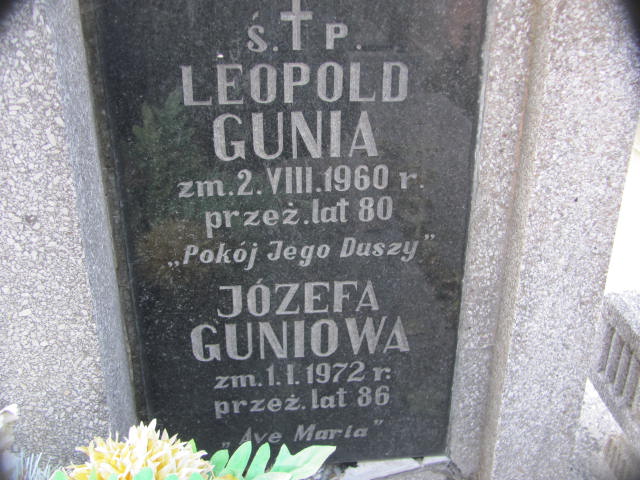 Ś. P.
LEOPOLD
GUNIA
zm. 2. VIII. 1960 r.
przeż. lat 80
„Pokój Jego Duszy”
JÓZEFA
GUNIOWA
zm. 1. I. 1972 r.
przeż. lat 86
„Ave Maria”